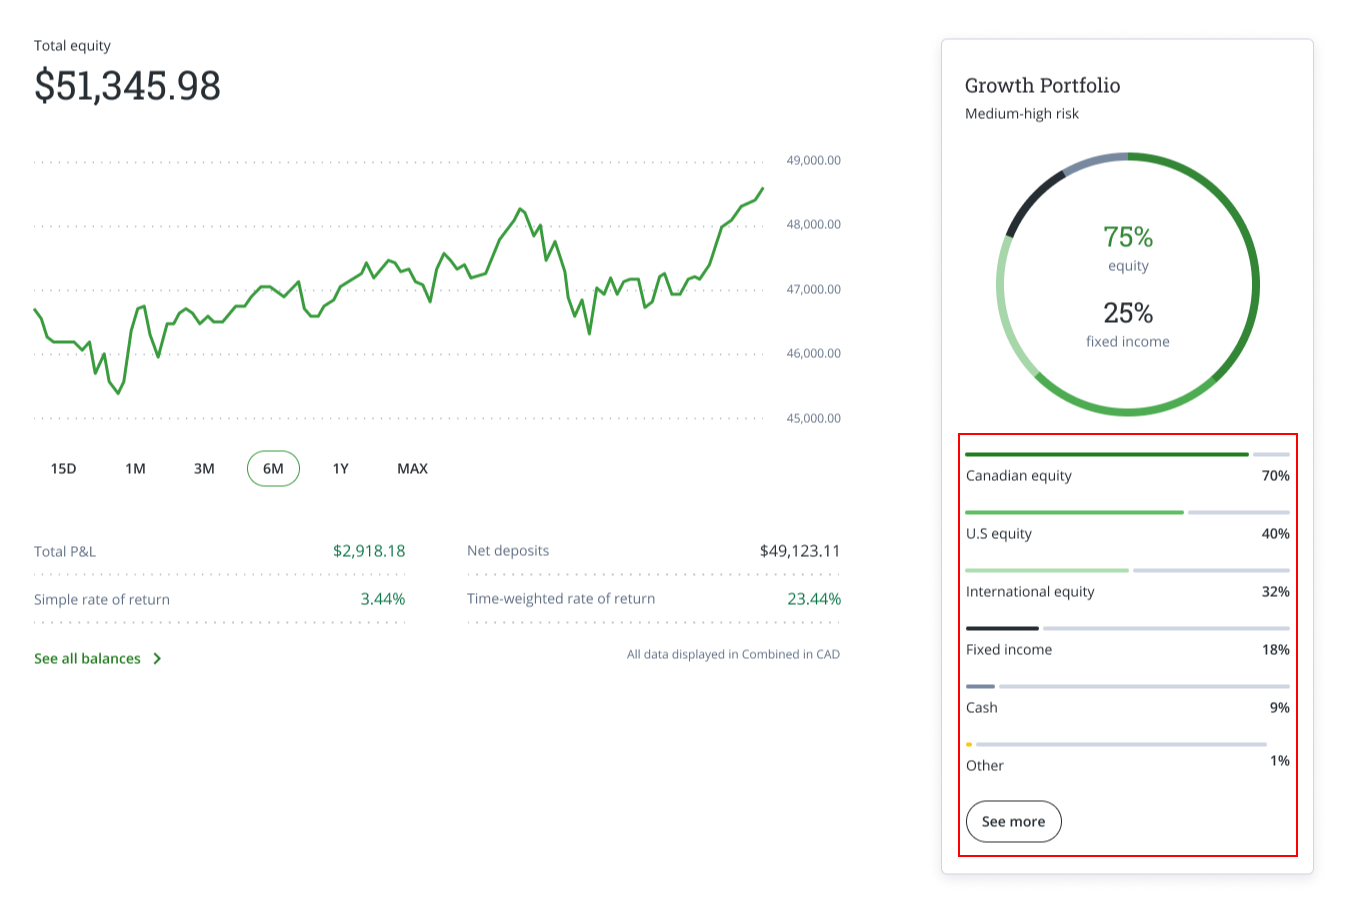 Total equity
$51,345.98
49,000.00
48,000.00
47,000.00
46,000.00
45,000.00
15D 1M 3M 6M 1Y MAX
Total P&L $2,918.18
Net deposits $49,123.11
Simple rate of return 3.44%
Time-weighted rate of return 23.44%
See all balances
All data displayed in Combined in CAD
Growth Portfolio
Medium-high risk
75%
equity
25%
fixed income
Canadian equity 70%
U.S equity 40%
International equity 32%
Fixed income 18%
Cash 9%
Other 1%
See more